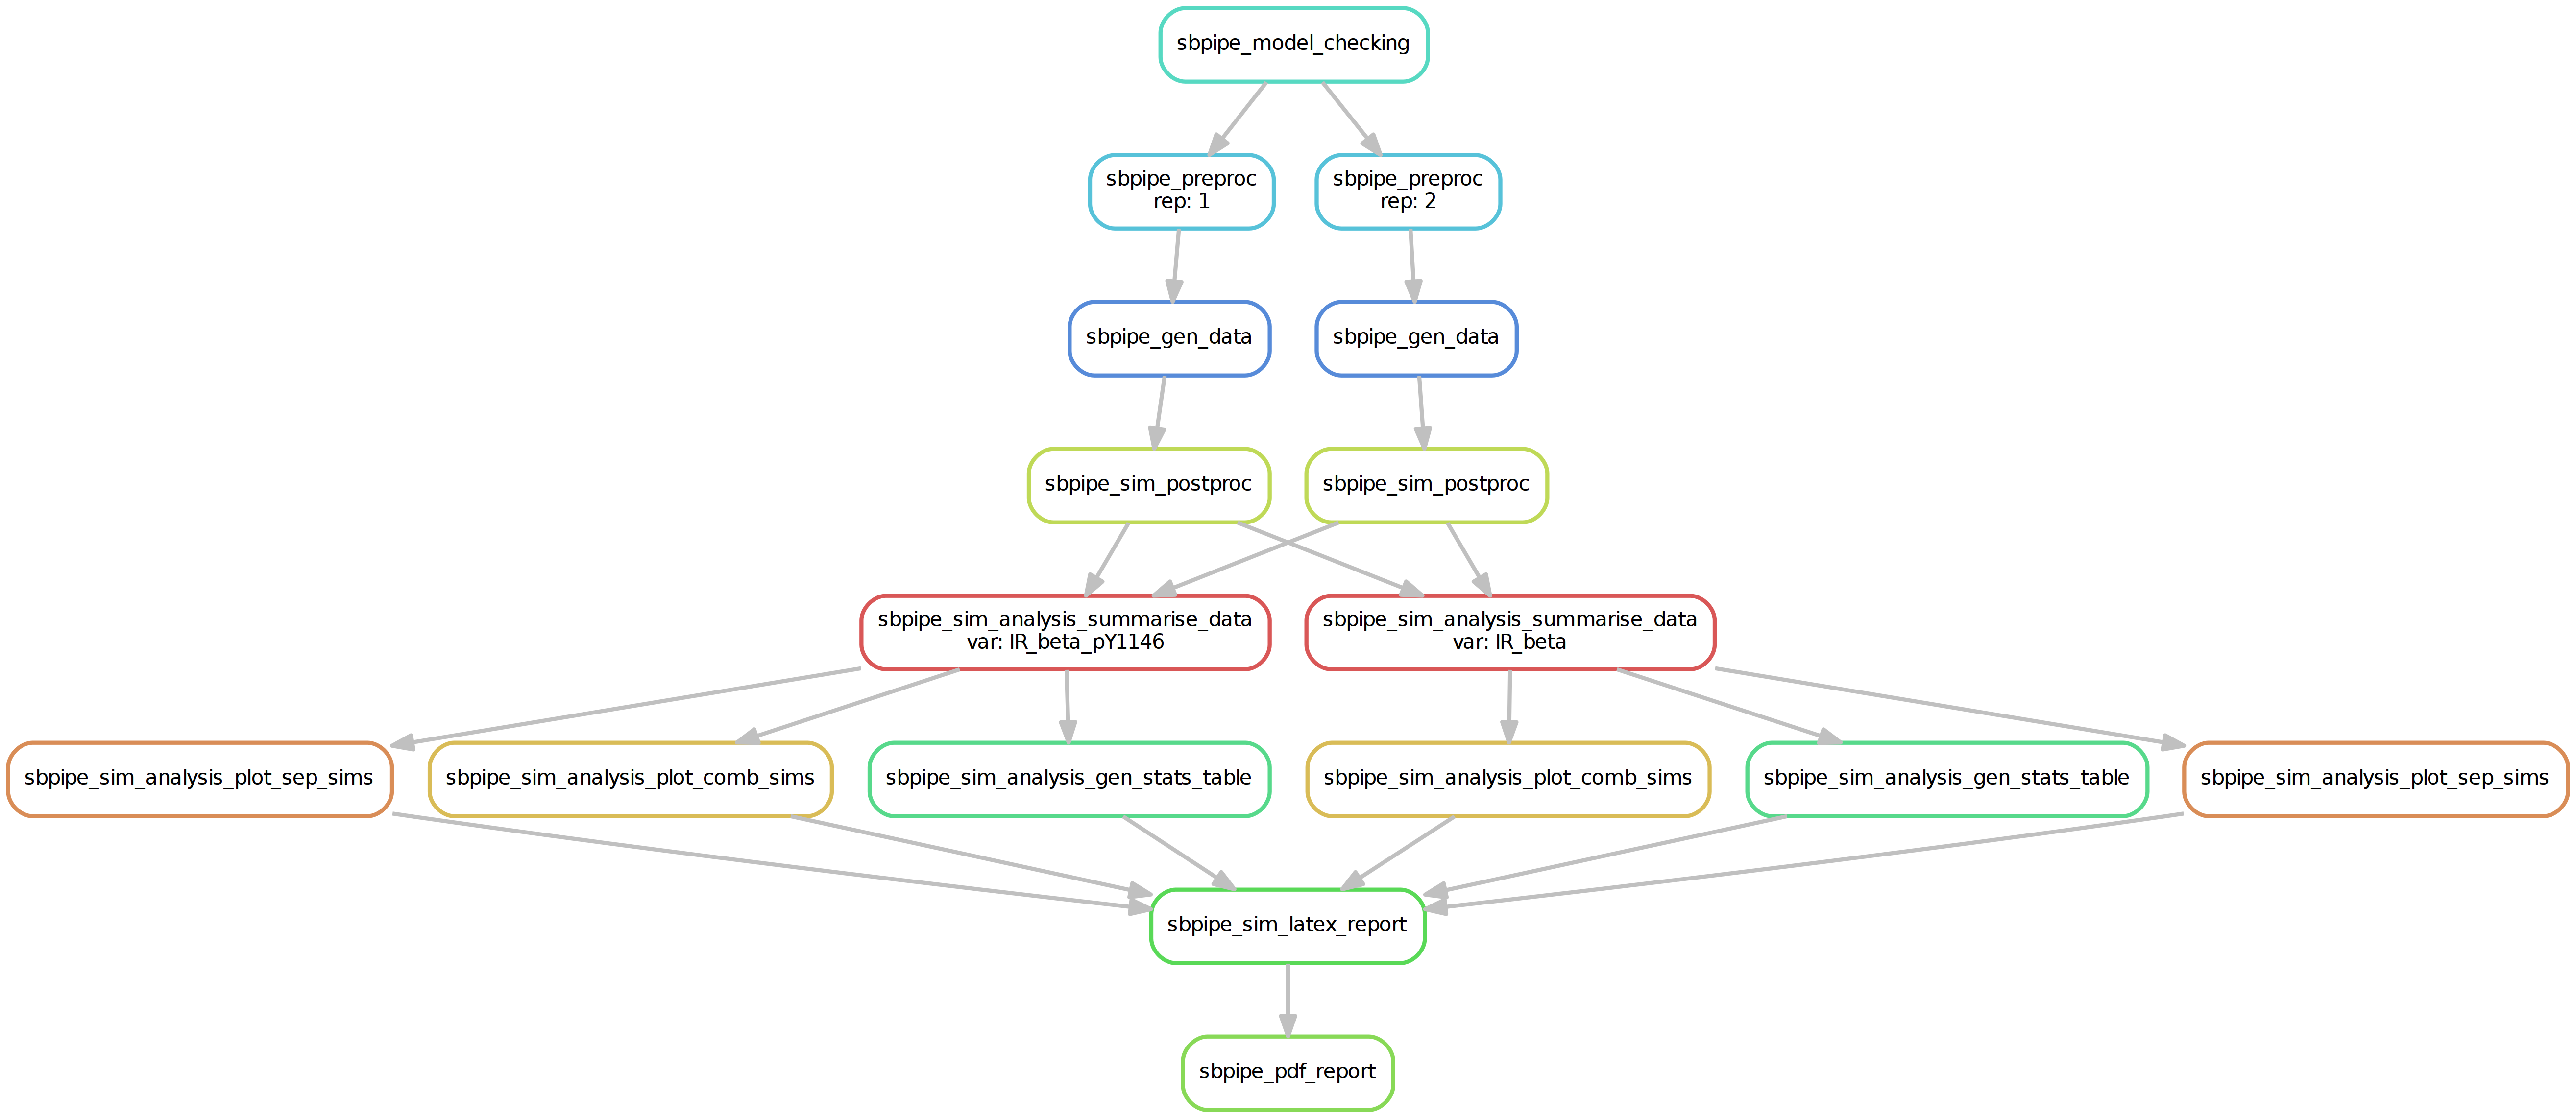 sbpipe_model_checking
sbpipe_preproc
rep: 1
sbpipe_preproc
rep: 2
sbpipe_gen_data
sbpipe_gen_data
sbpipe_sim_postproc
sbpipe_sim_postproc
sbpipe_sim_analysis_summarise_data
var: IR_beta_pY1146
sbpipe_sim_analysis_summarise_data
var: IR_beta
sbpipe_sim_analysis_plot_sep_sims
sbpipe_sim_analysis_plot_comb_sims
sbpipe_sim_analysis_gen_stats_table
sbpipe_sim_analysis_plot_comb_sims
sbpipe_sim_analysis_gen_stats_table
sbpipe_sim_analysis_plot_sep_sims
sbpipe_sim_latex_report
sbpipe_pdf_report